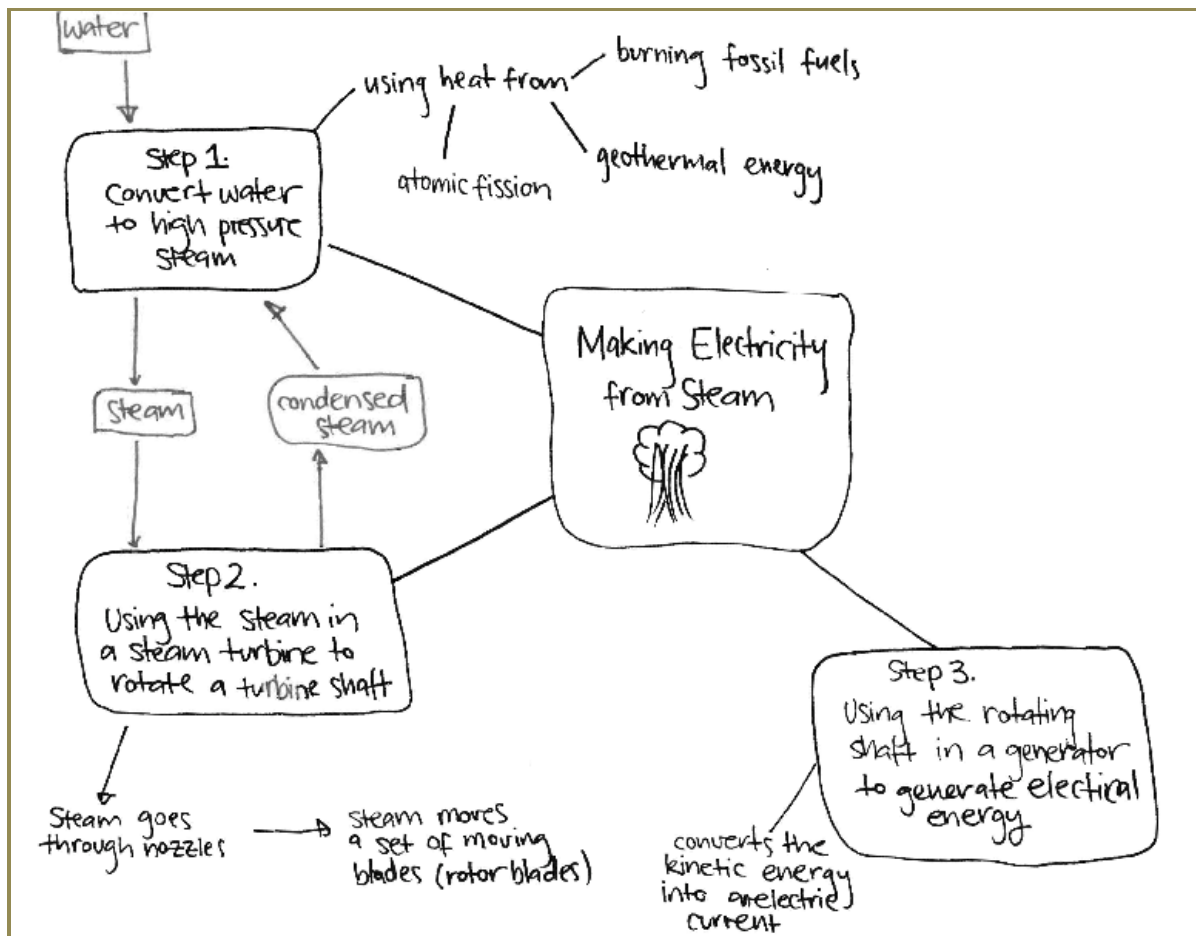 water
using heat from
burning fossil fuels
atomic fission
geothermal energy
Step 1.
Convert water
to high pressure
steam
Making Electricity
from Steam
steam
condensed
steam
Step 2.
Using the steam in
a steam turbine to
rotate a turbine shaft
Steam goes
through nozzles
steam moves
a set of moving
blades (rotor blades)
Step 3.
Using the rotating
shaft in a generator
to generate electical
energy
converts the
kinetic energy
into an electric
current